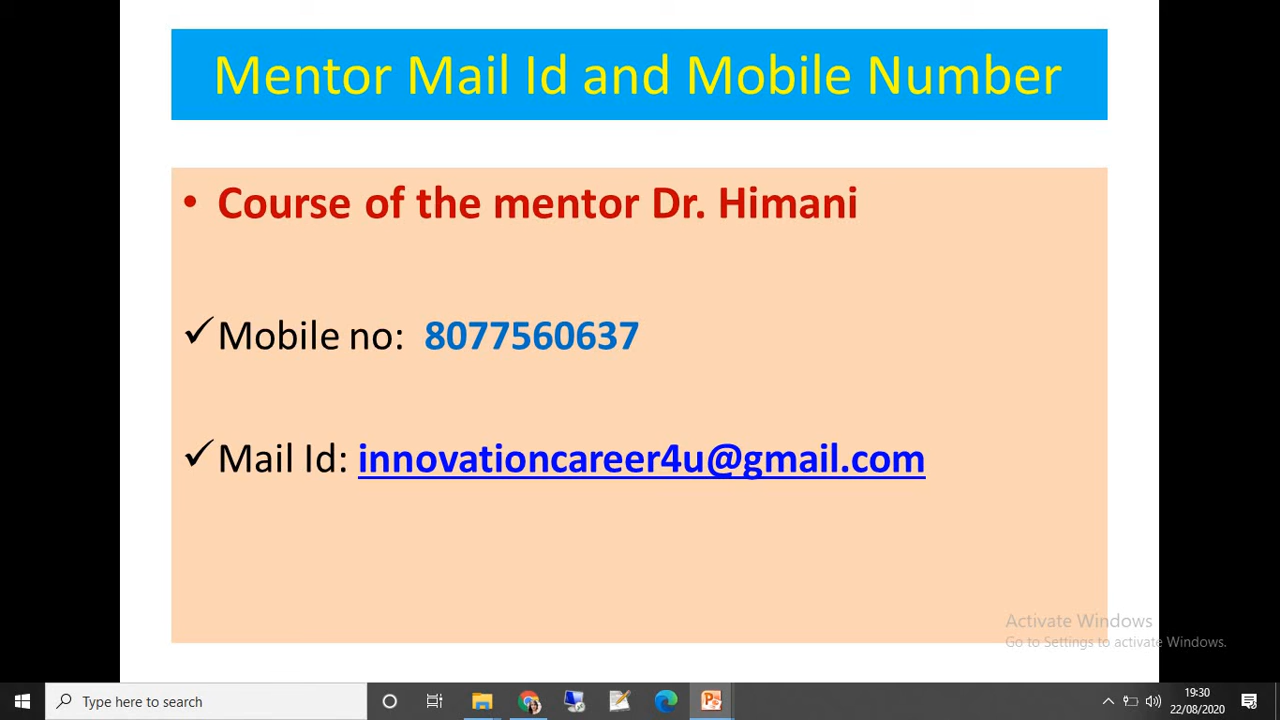 Mentor Mail Id and Mobile Number
• Course of the mentor Dr. Himani
✓Mobile no: 8077560637
✓Mail Id: innovationcareer4u@gmail.com
Activate Windows
Go to Settings to activate Windows.
Type here to search
19:30
22/08/2020